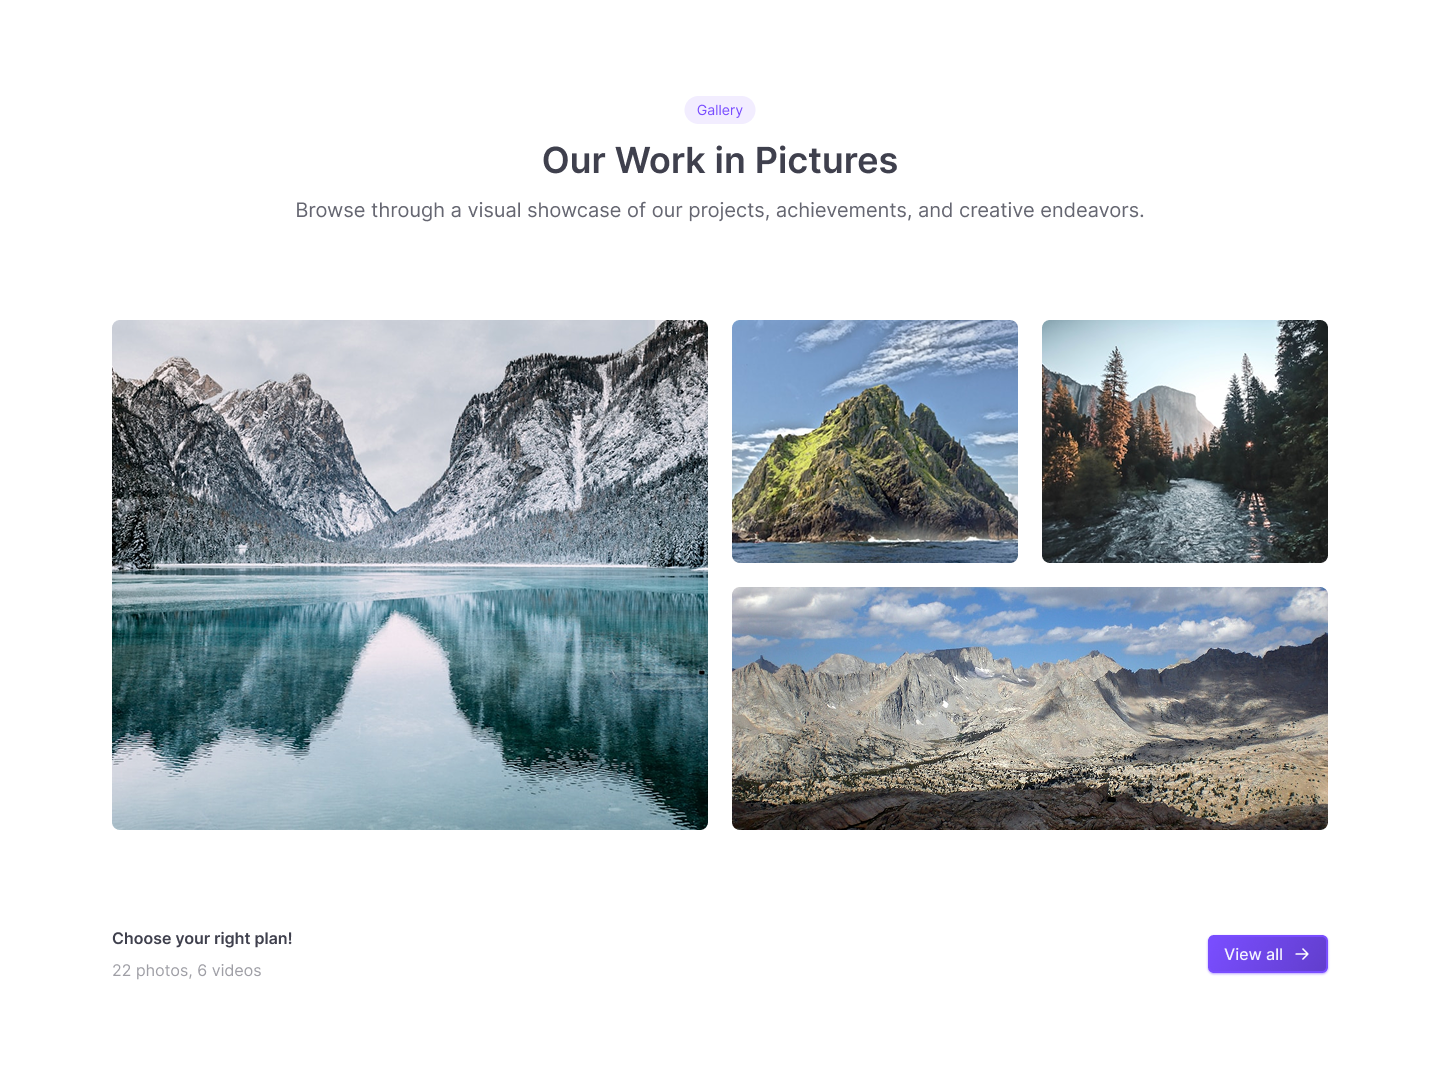 Gallery
Our Work in Pictures
Browse through a visual showcase of our projects, achievements, and creative endeavors.
Choose your right plan!
22 photos, 6 videos
View all